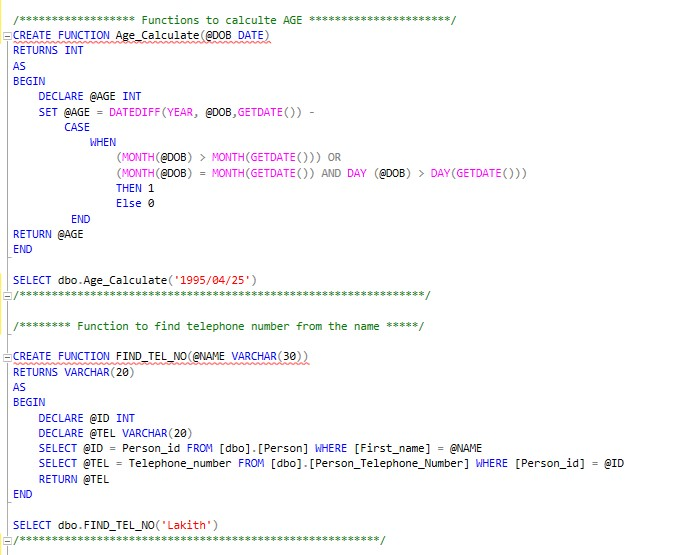 /****************** Functions to calculte AGE **********************/
CREATE FUNCTION Age_Calculate(@DOB DATE)
RETURNS INT
AS
BEGIN
    DECLARE @AGE INT
    SET @AGE = DATEDIFF(YEAR, @DOB,GETDATE()) -
        CASE
            WHEN
                (MONTH(@DOB) > MONTH(GETDATE())) OR
                (MONTH(@DOB) = MONTH(GETDATE()) AND DAY (@DOB) > DAY(GETDATE()))
                THEN 1
                Else 0
         END
RETURN @AGE
END
SELECT dbo.Age_Calculate('1995/04/25')
/***************************************************************/
/******** Function to find telephone number from the name *****/
CREATE FUNCTION FIND_TEL_NO(@NAME VARCHAR(30))
RETURNS VARCHAR(20)
AS
BEGIN
    DECLARE @ID INT
    DECLARE @TEL VARCHAR(20)
    SELECT @ID = Person_id FROM [dbo].[Person] WHERE [First_name] = @NAME
    SELECT @TEL = Telephone_number FROM [dbo].[Person_Telephone_Number] WHERE [Person_id] = @ID
    RETURN @TEL
END
SELECT dbo.FIND_TEL_NO('Lakith')
/********************************************************/